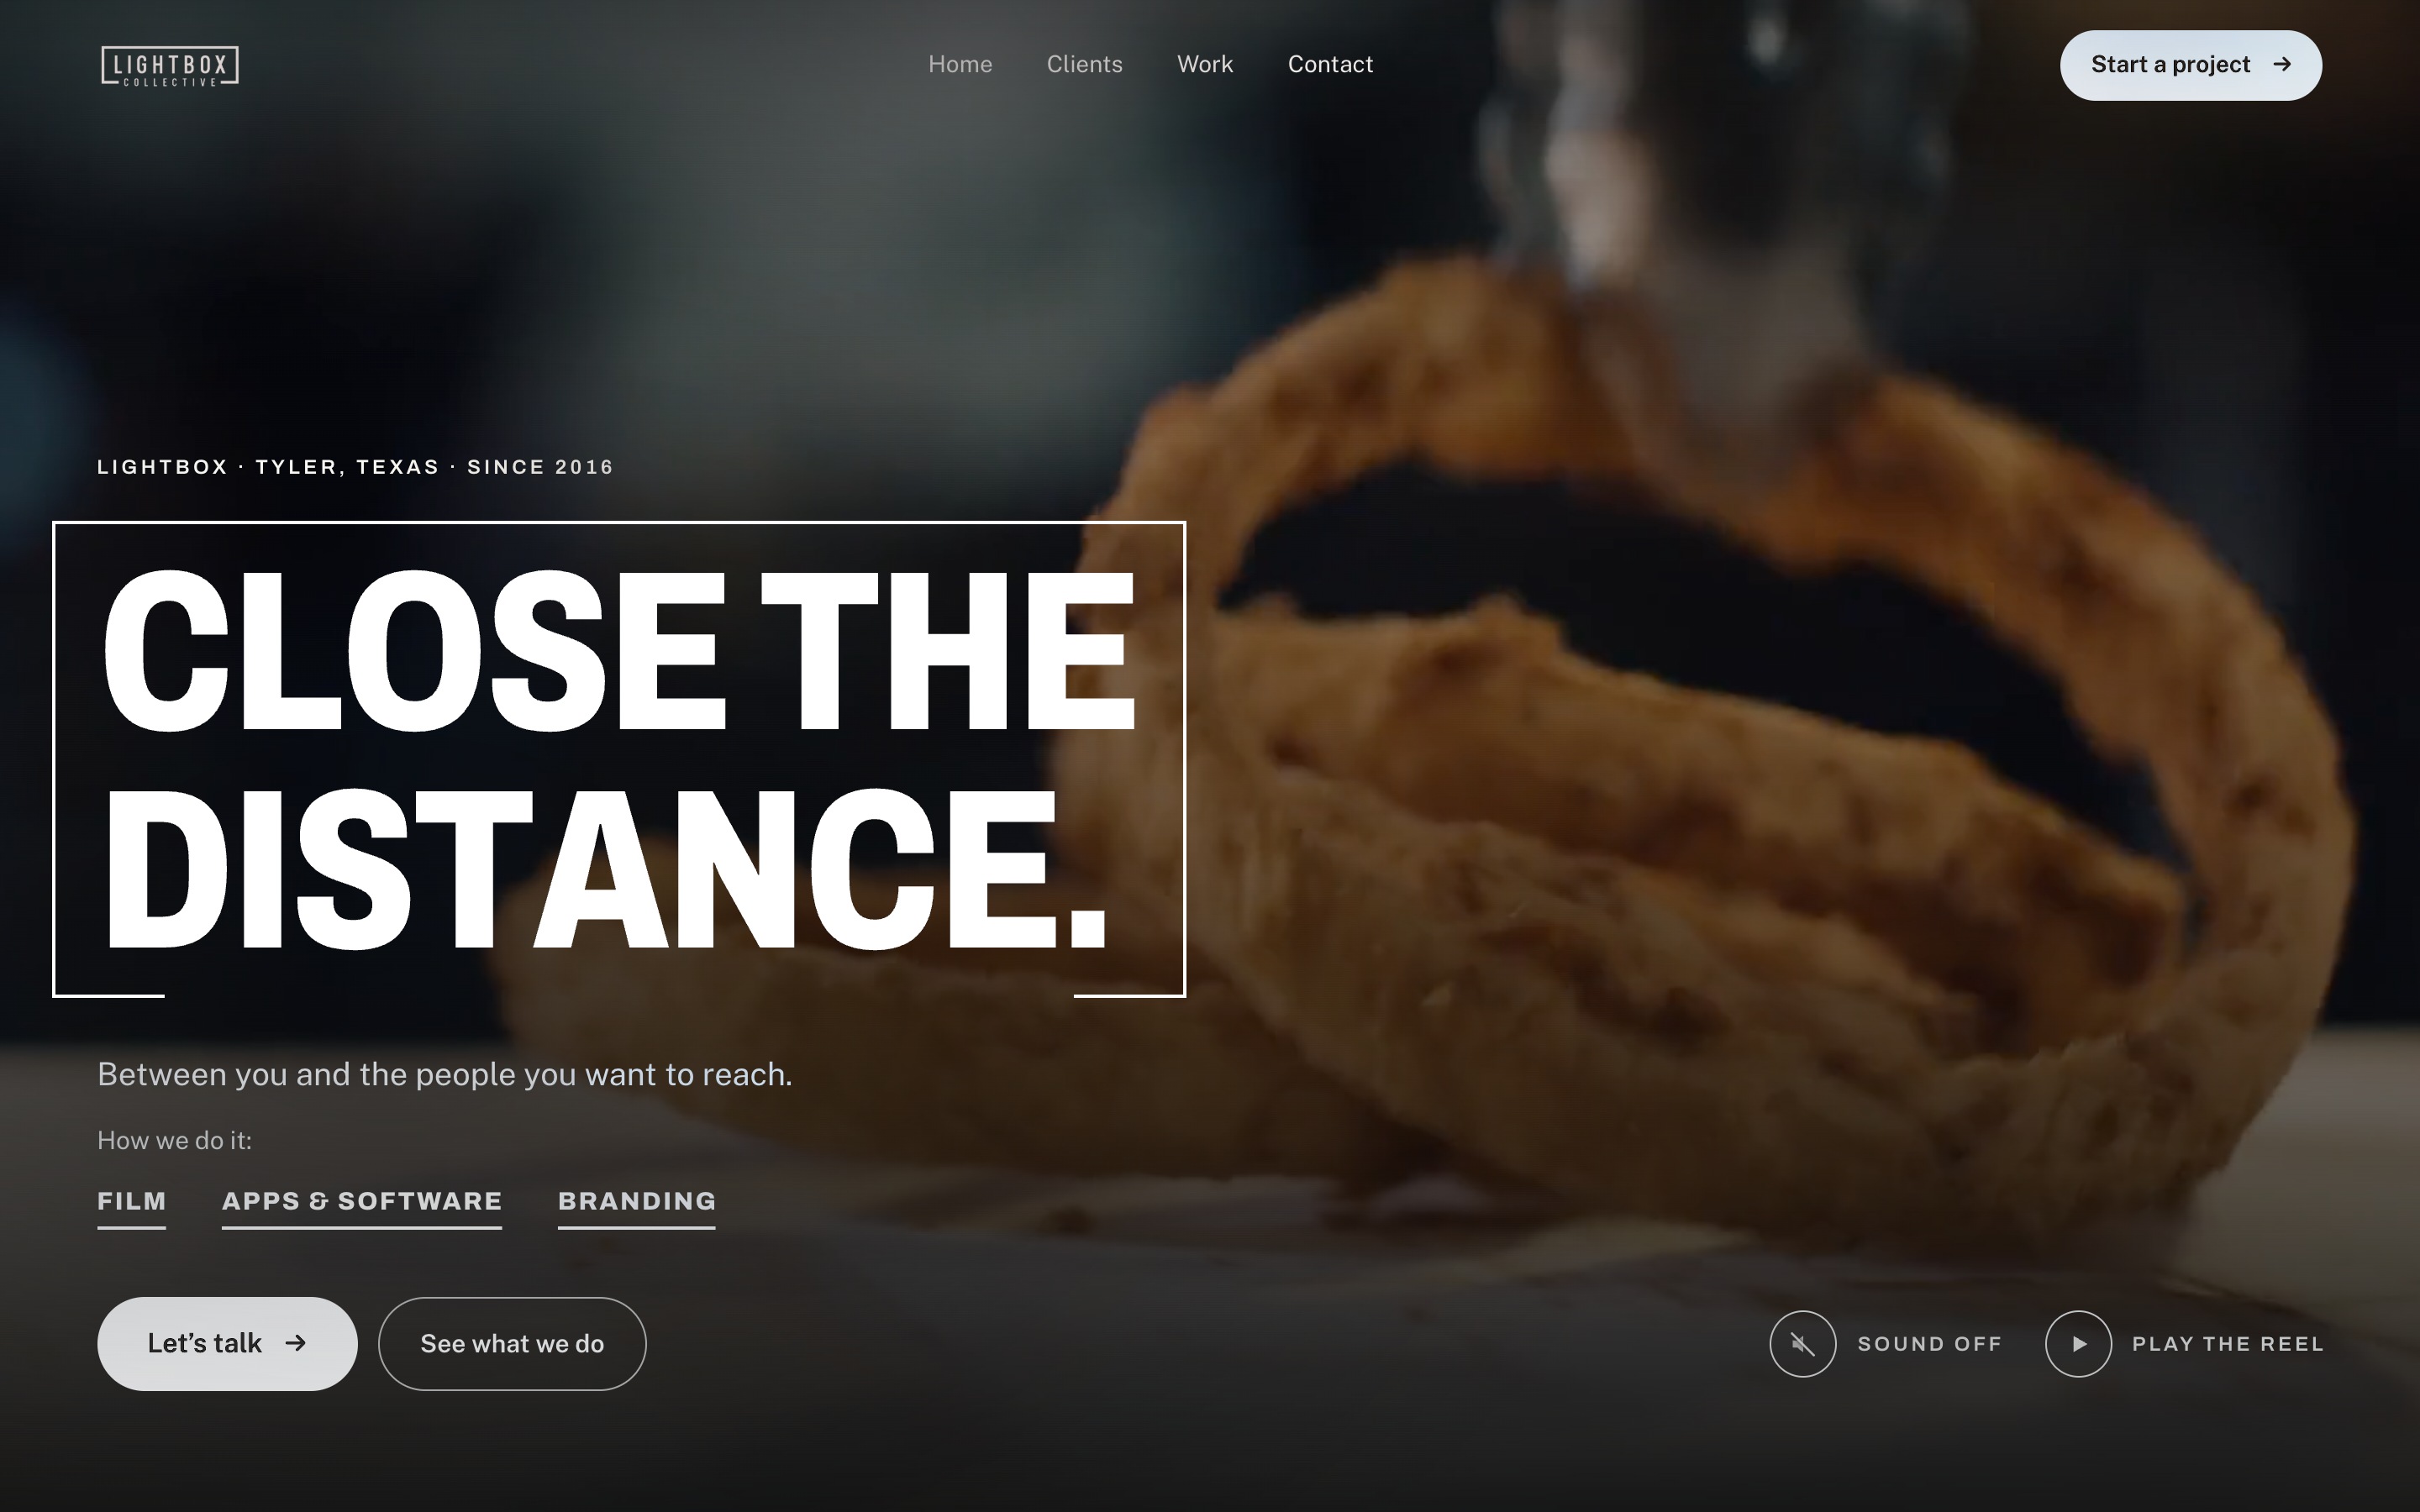 LIGHTBOX
COLLECTIVE
Home
Clients
Work
Contact
Start a project
LIGHTBOX · TYLER, TEXAS · SINCE 2016
CLOSE THE
DISTANCE.
Between you and the people you want to reach.
How we do it:
FILM
APPS & SOFTWARE
BRANDING
Let’s talk
See what we do
SOUND OFF
PLAY THE REEL